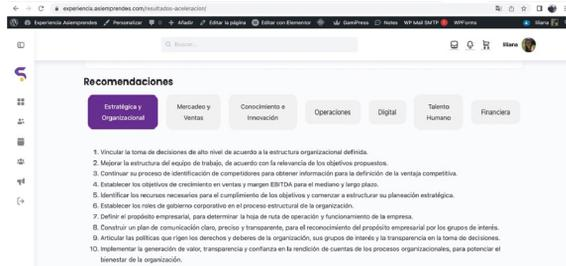 experiencia.asiemprendes.com/resultados-aceleracion/
Experiencia Asiemprendes Personalizar 0 + Añadir Editar la página Editar con Elementor GamiPress Notes WP Mail SMTP WPForms liliana
Buscar...
liliana
Recomendaciones
Estratégica y Organizacional
Mercadeo y Ventas
Conocimiento e Innovación
Operaciones
Digital
Talento Humano
Financiera
1. Vincular la toma de decisiones de alto nivel de acuerdo a la estructura organizacional definida.
2. Mejorar la estructura del equipo de trabajo, de acuerdo con la relevancia de los objetivos propuestos.
3. Continuar su proceso de identificación de competidores para obtener información para la definición de la ventaja competitiva.
4. Establecer los objetivos de crecimiento en ventas y margen EBITDA para el mediano y largo plazo.
5. Identificar los recursos necesarios para el cumplimiento de los objetivos y comenzar a estructurar su planeación estratégica.
6. Establecer los roles de gobierno corporativo en el proceso estructural de la organización.
7. Definir el propósito empresarial, para determinar la hoja de ruta de operación y funcionamiento de la empresa.
8. Construir un plan de comunicación claro, preciso y transparente, para el reconocimiento del propósito empresarial por los grupos de interés.
9. Articular las políticas que rigen los derechos y deberes de la organización, sus grupos de interés y la transparencia en la toma de decisiones.
10. Implementar la generación de valor, transparencia y confianza en la rendición de cuentas de los procesos organizacionales, para potenciar el
bienestar de la organización.